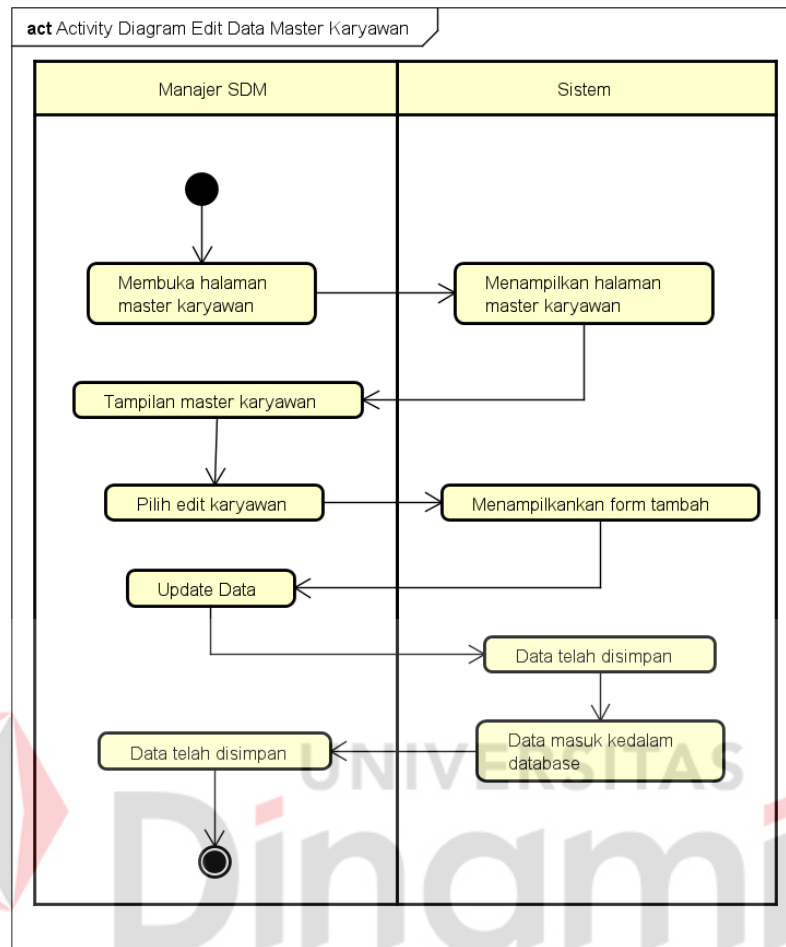 act Activity Diagram Edit Data Master Karyawan
Manajer SDM
Sistem
Membuka halaman
master karyawan
Menampilkan halaman
master karyawan
Tampilan master karyawan
Pilih edit karyawan
Menampilkankan form tambah
Update Data
Data telah disimpan
Data masuk kedalam
database
Data telah disimpan
UNIVERSITAS
Dinami